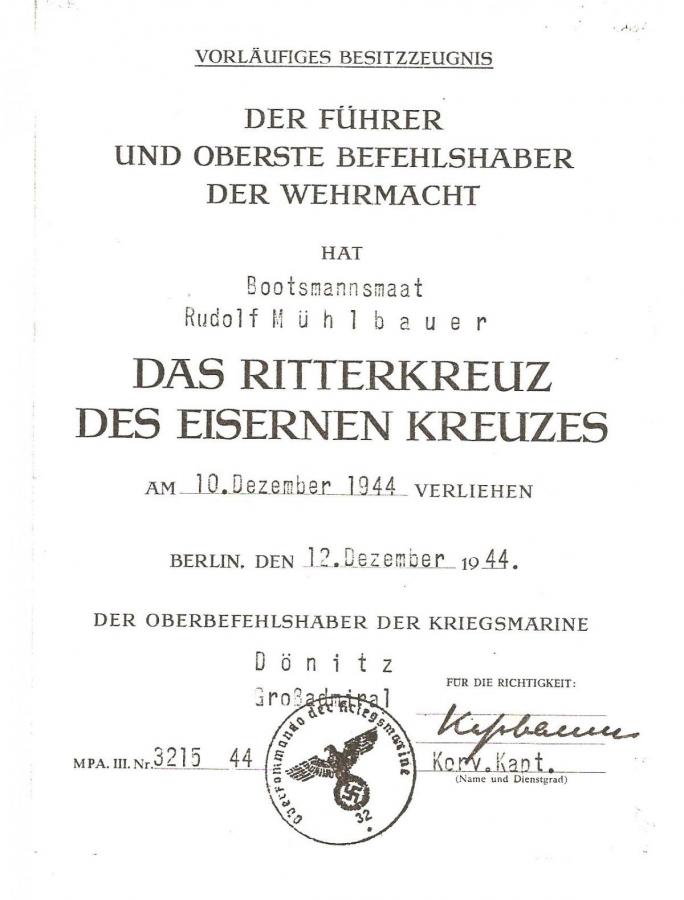 VORLÄUFIGES BESITZZEUGNIS
DER FÜHRER
UND OBERSTE BEFEHLSHABER
DER WEHRMACHT
HAT
Bootsmannsmaat
Rudolf Mühlbauer
DAS RITTERKREUZ
DES EISERNEN KREUZES
AM 10.Dezember 1944 VERLIEHEN
BERLIN, DEN 12.Dezember 1944.
DER OBERBEFEHLSHABER DER KRIEGSMARINE
Dönitz
Großadmiral
FÜR DIE RICHTIGKEIT:
MPA. III. Nr. 3215 44
Korv.Kapt.
(Name und Dienstgrad)
Oberkommando der Kriegsmarine
32